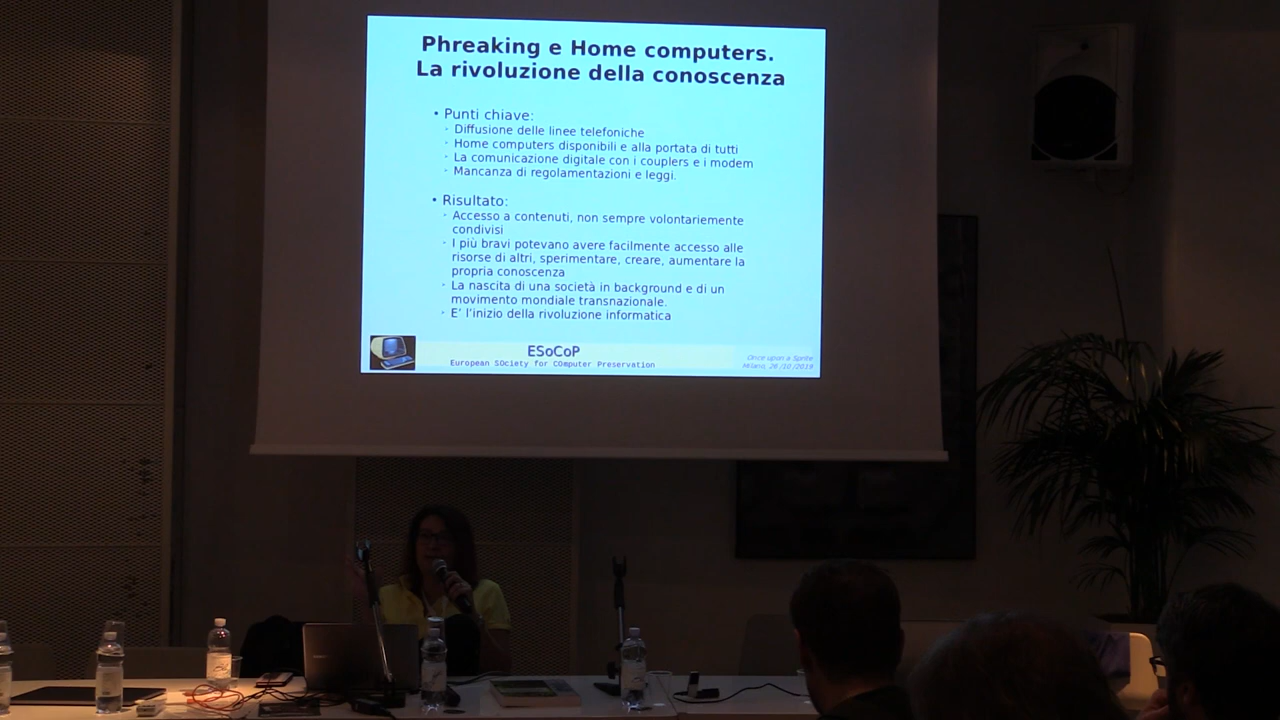 Phreaking e Home computers.
La rivoluzione della conoscenza
• Punti chiave:
Diffusione delle linee telefoniche
Home computers disponibili e alla portata di tutti
La comunicazione digitale con i couplers e i modem
Mancanza di regolamentazioni e leggi.
• Risultato:
Accesso a contenuti, non sempre volontariemente
condivisi
I più bravi potevano avere facilmente accesso alle
risorse di altri, sperimentare, creare, aumentare la
propria conoscenza
La nascita di una società in background e di un
movimento mondiale transnazionale.
E' l'inizio della rivoluzione informatica
ESoCoP
European SOciety for COmputer Preservation
Once upon a Sprite
Milano, 26 /10 /2019